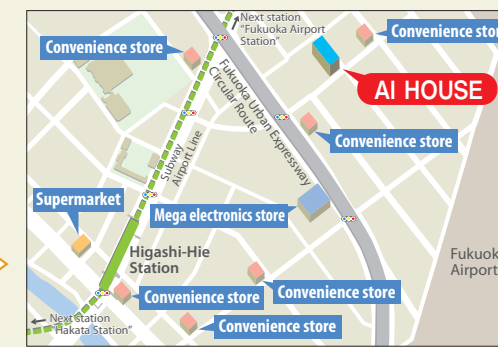 Next station
"Fukuoka Airport
Station"
Convenience store
Convenience stor
AI HOUSE
Fukuoka Urban Expressway
Circular Route
Convenience store
Subway
Airport Line
Supermarket
Mega electronics store
Higashi-Hie
Station
Fukuok
Airport
Convenience store
Convenience store
Next station
"Hakata Station"
Convenience store